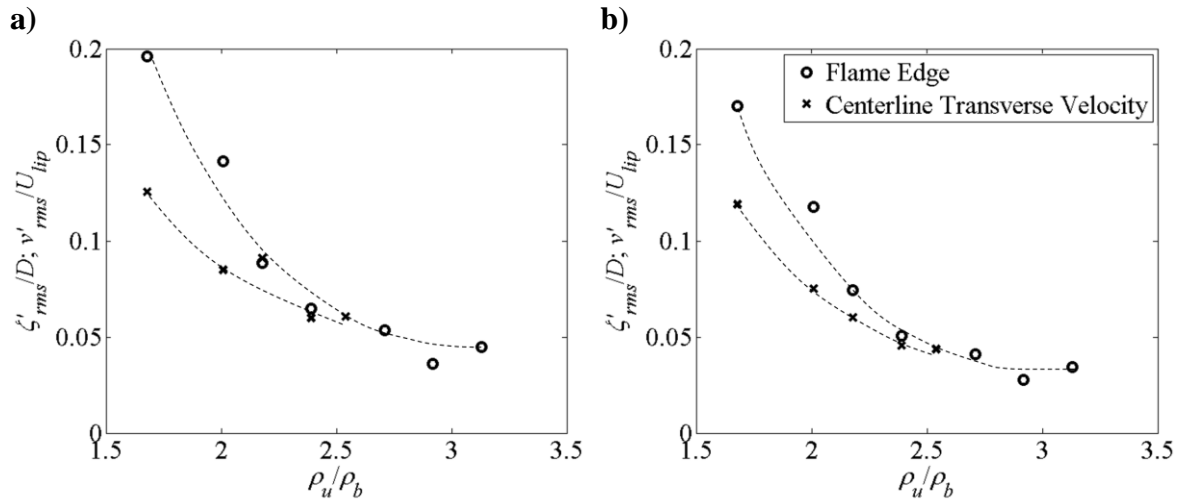 a)
b)
0.2
0.15
0.1
0.05
0
1.5
2
2.5
3
3.5
ρu/ρb
ζ'rms/D; v'rms/Ulip
Flame Edge
Centerline Transverse Velocity
0.2
0.15
0.1
0.05
0
1.5
2
2.5
3
3.5
ρu/ρb
ζ'rms/D; v'rms/Ulip